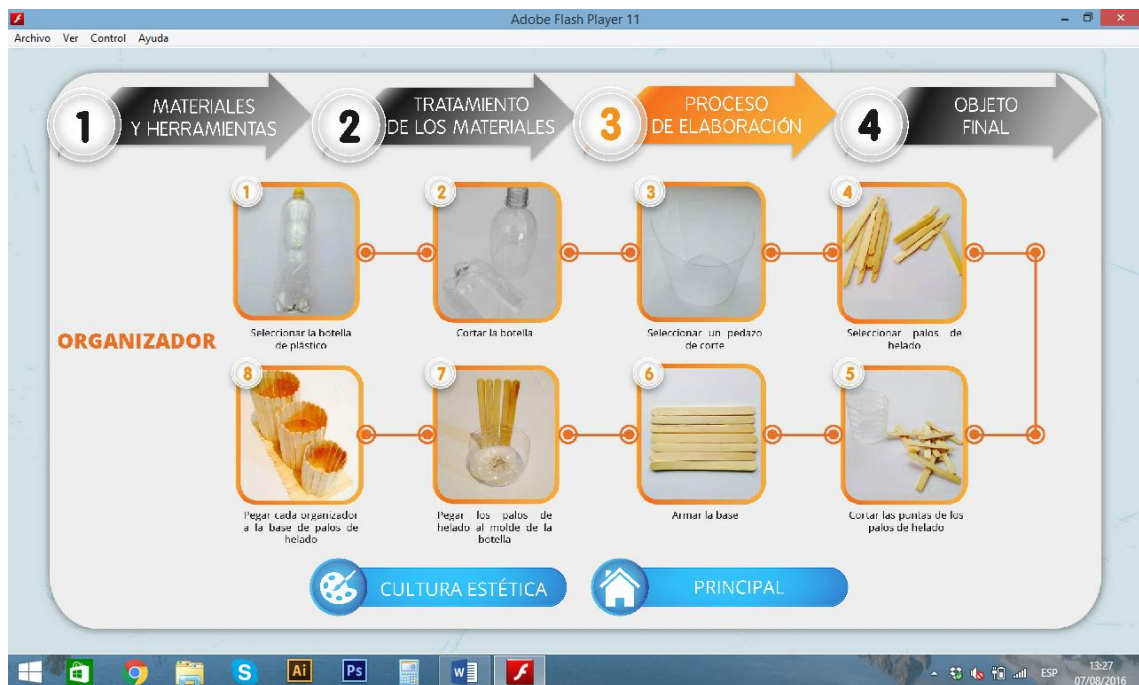 Adobe Flash Player 11
Archivo Ver Control Ayuda
1
MATERIALES
Y HERRAMIENTAS
2
TRATAMIENTO
DE LOS MATERIALES
3
PROCESO
DE ELABORACIÓN
4
OBJETO
FINAL
ORGANIZADOR
1
Seleccionar la botella
de plástico
2
Cortar la botella
3
Seleccionar un pedazo
de corte
4
Seleccionar palos de
helado
5
Cortar las puntas de los
palos de helado
6
Armar la base
7
Pegar los palos de
helado al molde de la
botella
8
Pegar cada organizador
a la base de palos de
helado
CULTURA ESTÉTICA
PRINCIPAL
S
Ai
Ps
W
ESP
13:27
07/08/2016